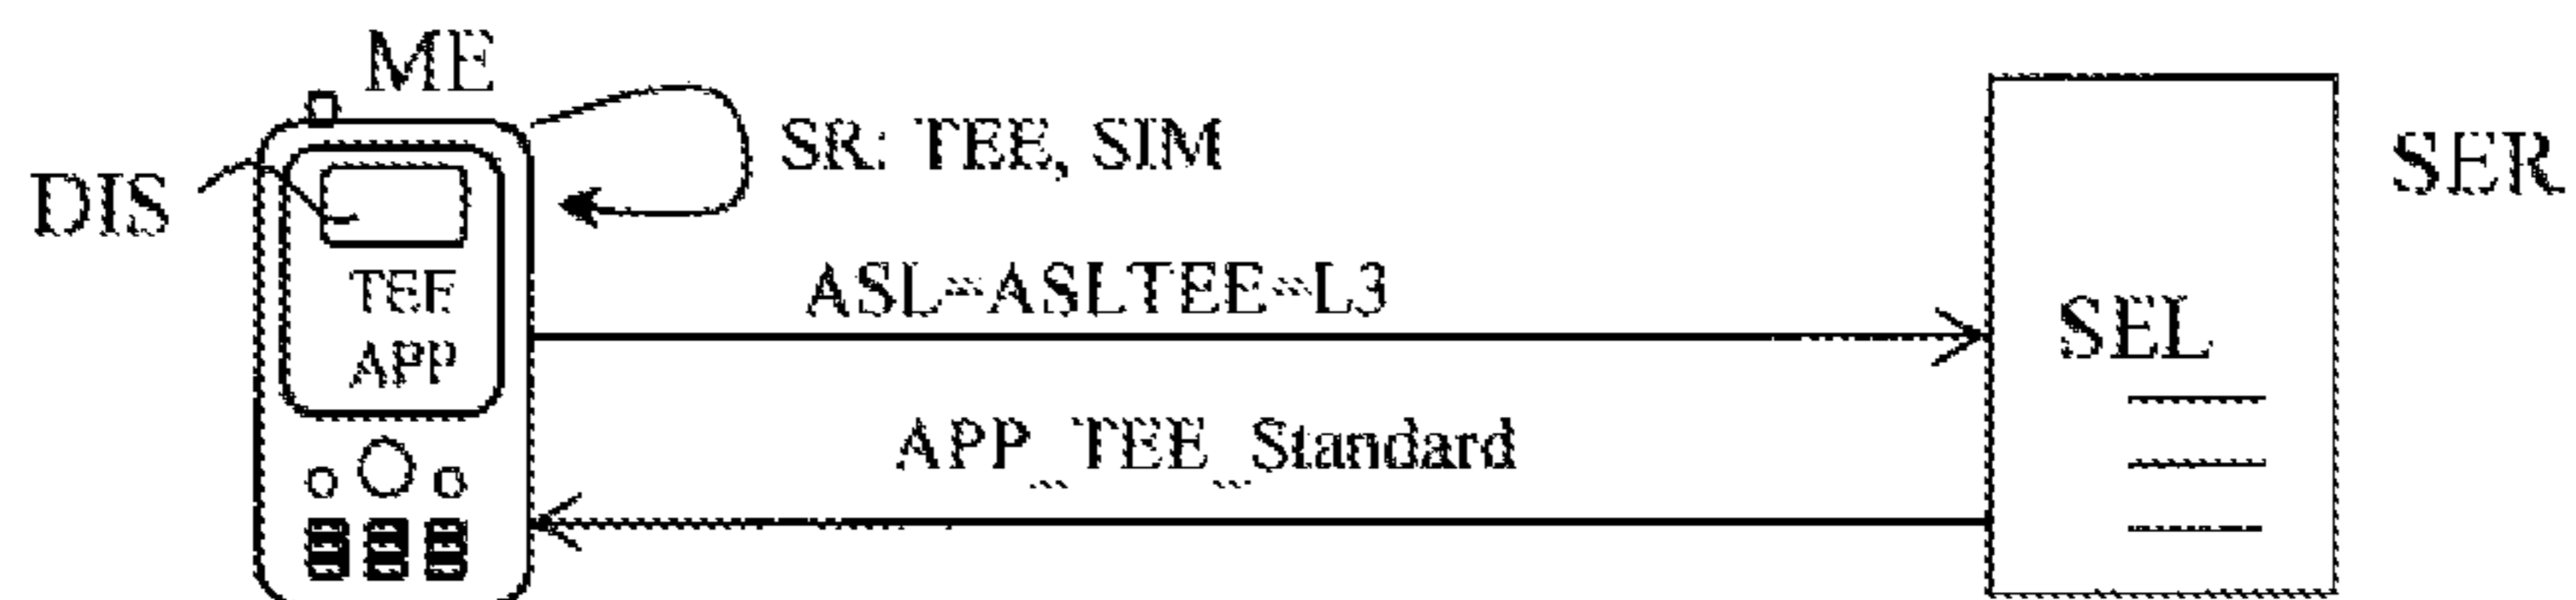 ME
SR: TEE, SIM
SER
DIS
TEE
APP
ASL=ASLTEE=L3
SEL
APP_TEE_Standard